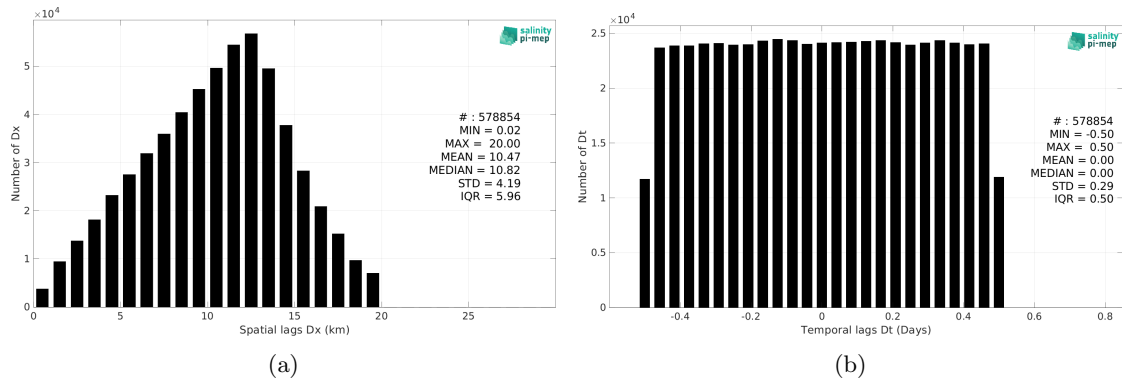 ×10⁴
salinity
pi-mep
5
4
3
2
1
0
Number of Dx
# : 578854
MIN = 0.02
MAX = 20.00
MEAN = 10.47
MEDIAN = 10.82
STD = 4.19
IQR = 5.96
0 5 10 15 20 25
Spatial lags Dx (km)
(a)
×10⁴
salinity
pi-mep
2.5
2
1.5
1
0.5
0
Number of Dt
# : 578854
MIN = -0.50
MAX = 0.50
MEAN = 0.00
MEDIAN = 0.00
STD = 0.29
IQR = 0.50
-0.4 -0.2 0 0.2 0.4 0.6 0.8
Temporal lags Dt (Days)
(b)